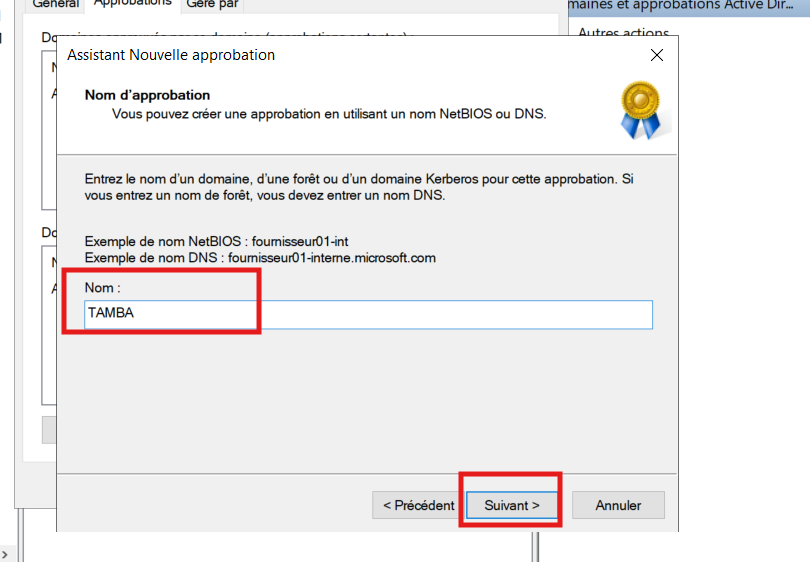 Général
Approbations
Géré par
maines et approbations Active Dir...
Autres actions
Assistant Nouvelle approbation
Nom d'approbation
Vous pouvez créer une approbation en utilisant un nom NetBIOS ou DNS.
Entrez le nom d'un domaine, d'une forêt ou d'un domaine Kerberos pour cette approbation. Si
vous entrez un nom de forêt, vous devez entrer un nom DNS.
Exemple de nom NetBIOS : fournisseur01-int
Exemple de nom DNS : fournisseur01-interne.microsoft.com
Nom :
TAMBA
< Précédent
Suivant >
Annuler